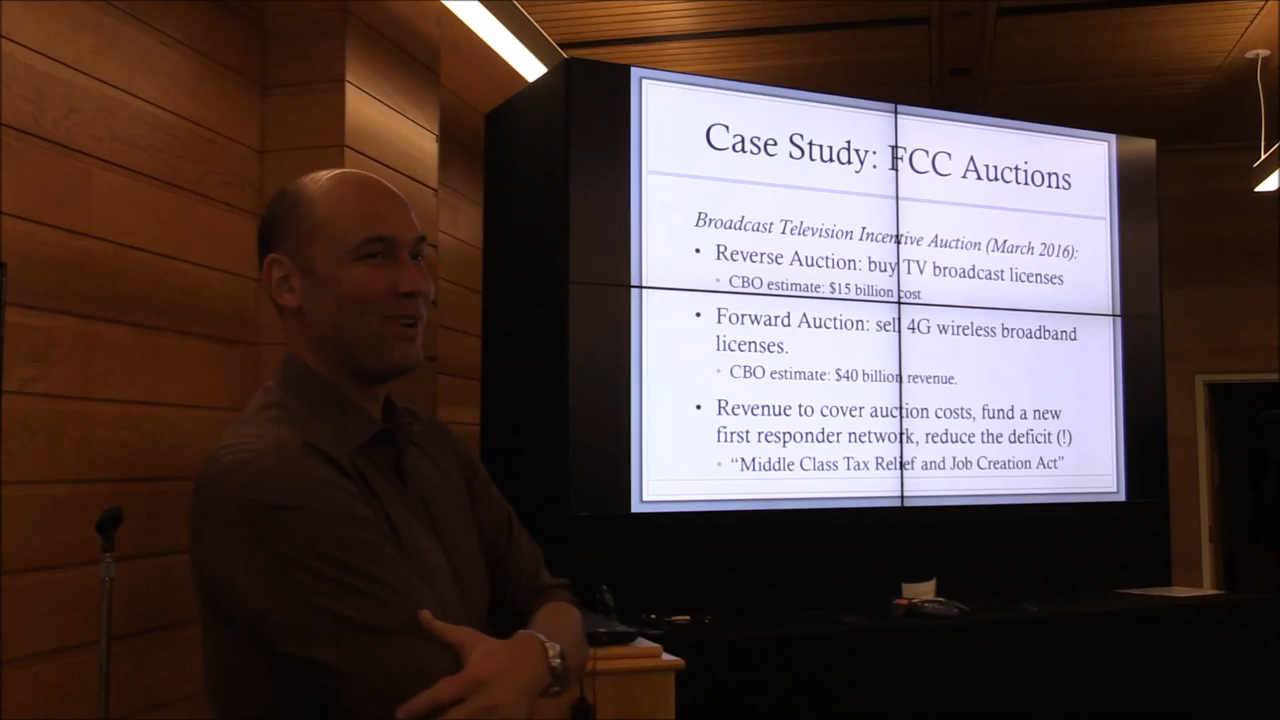 Case Study: FCC Auctions
Broadcast Television Incentive Auction (March 2016):
• Reverse Auction: buy TV broadcast licenses
• CBO estimate: $15 billion cost
• Forward Auction: sell 4G wireless broadband
licenses.
• CBO estimate: $40 billion revenue.
• Revenue to cover auction costs, fund a new
first responder network, reduce the deficit (!)
• “Middle Class Tax Relief and Job Creation Act”